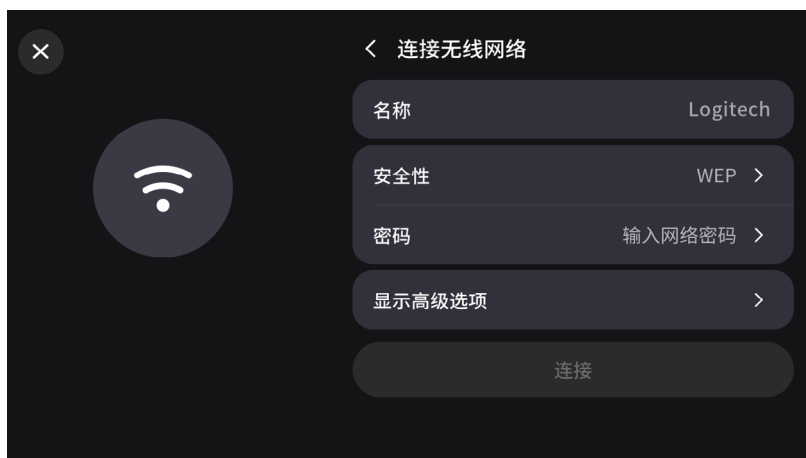 连接无线网络
名称 Logitech
安全性 WEP
密码 输入网络密码
显示高级选项
连接